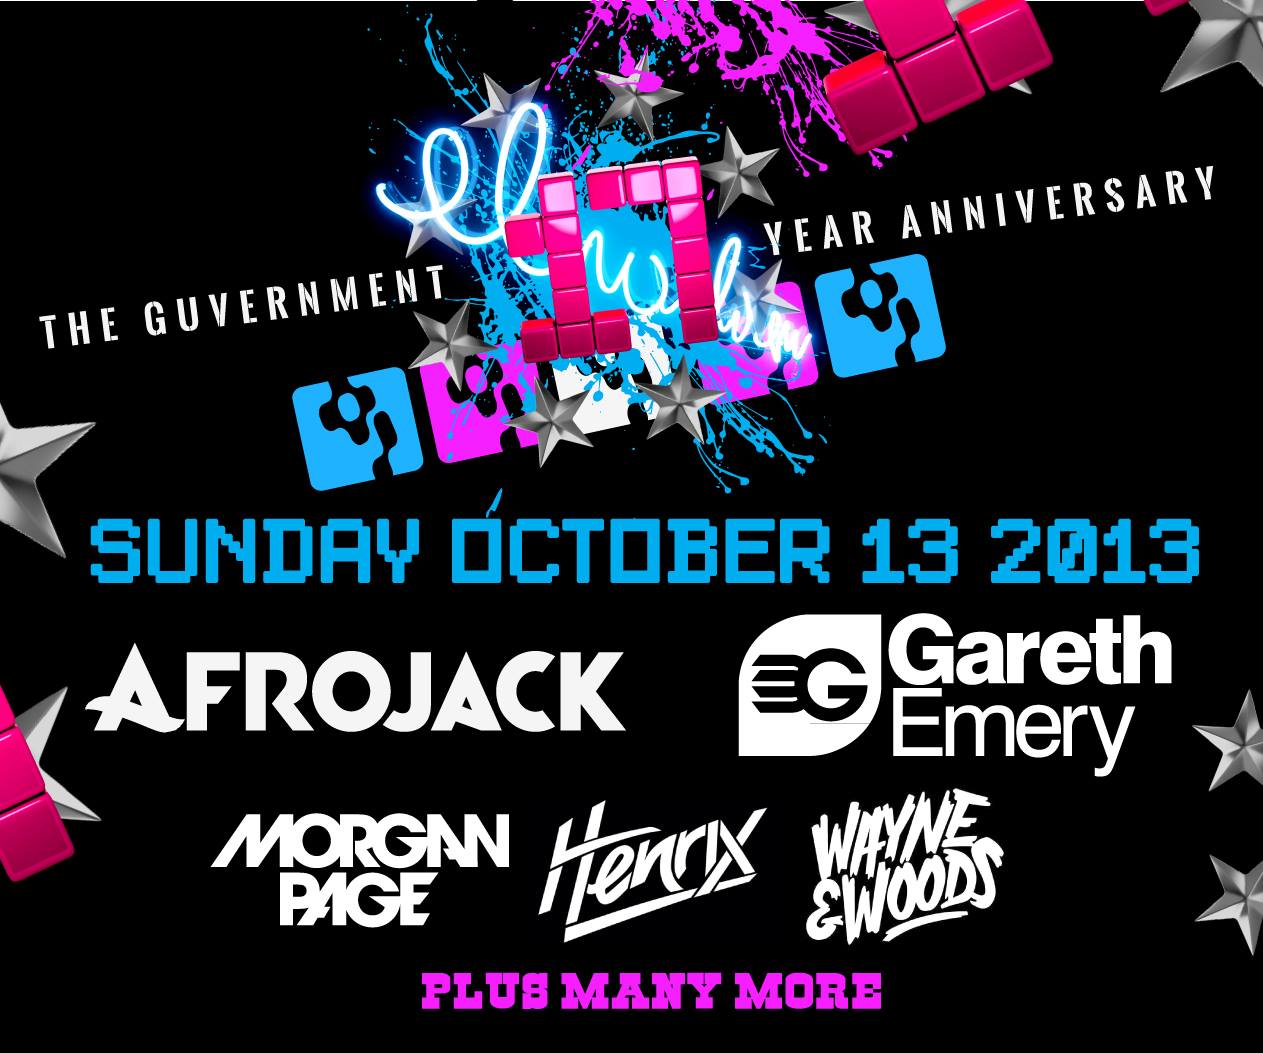 THE GUVERNMENT
17
YEAR ANNIVERSARY
SUNDAY OCTOBER 13 2013
AFROJACK
G
Gareth
Emery
MORGAN
PAGE
Henrix
WAYNE
&WOODS
PLUS MANY MORE